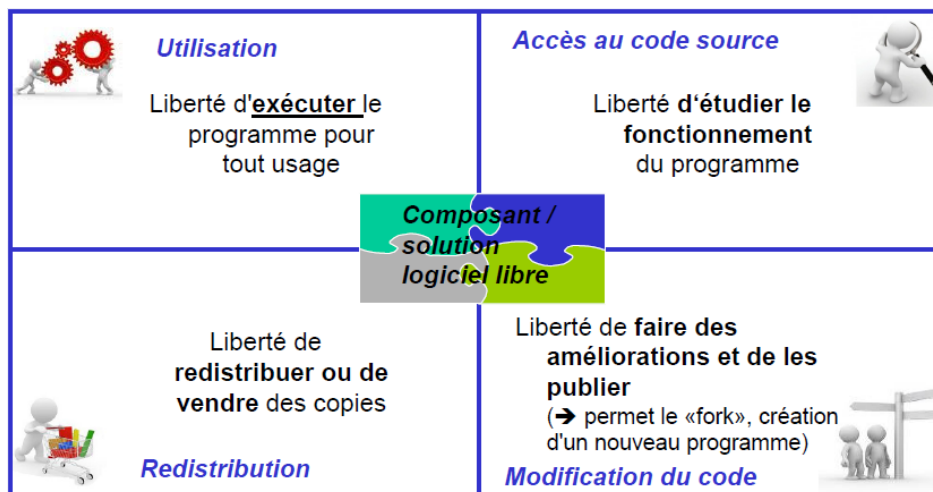 Utilisation
Liberté d'exécuter le
programme pour
tout usage
Accès au code source
Liberté d‘étudier le
fonctionnement
du programme
Composant /
solution
logiciel libre
Liberté de
redistribuer ou de
vendre des copies
Redistribution
Liberté de faire des
améliorations et de les
publier
(➔ permet le «fork», création
d'un nouveau programme)
Modification du code